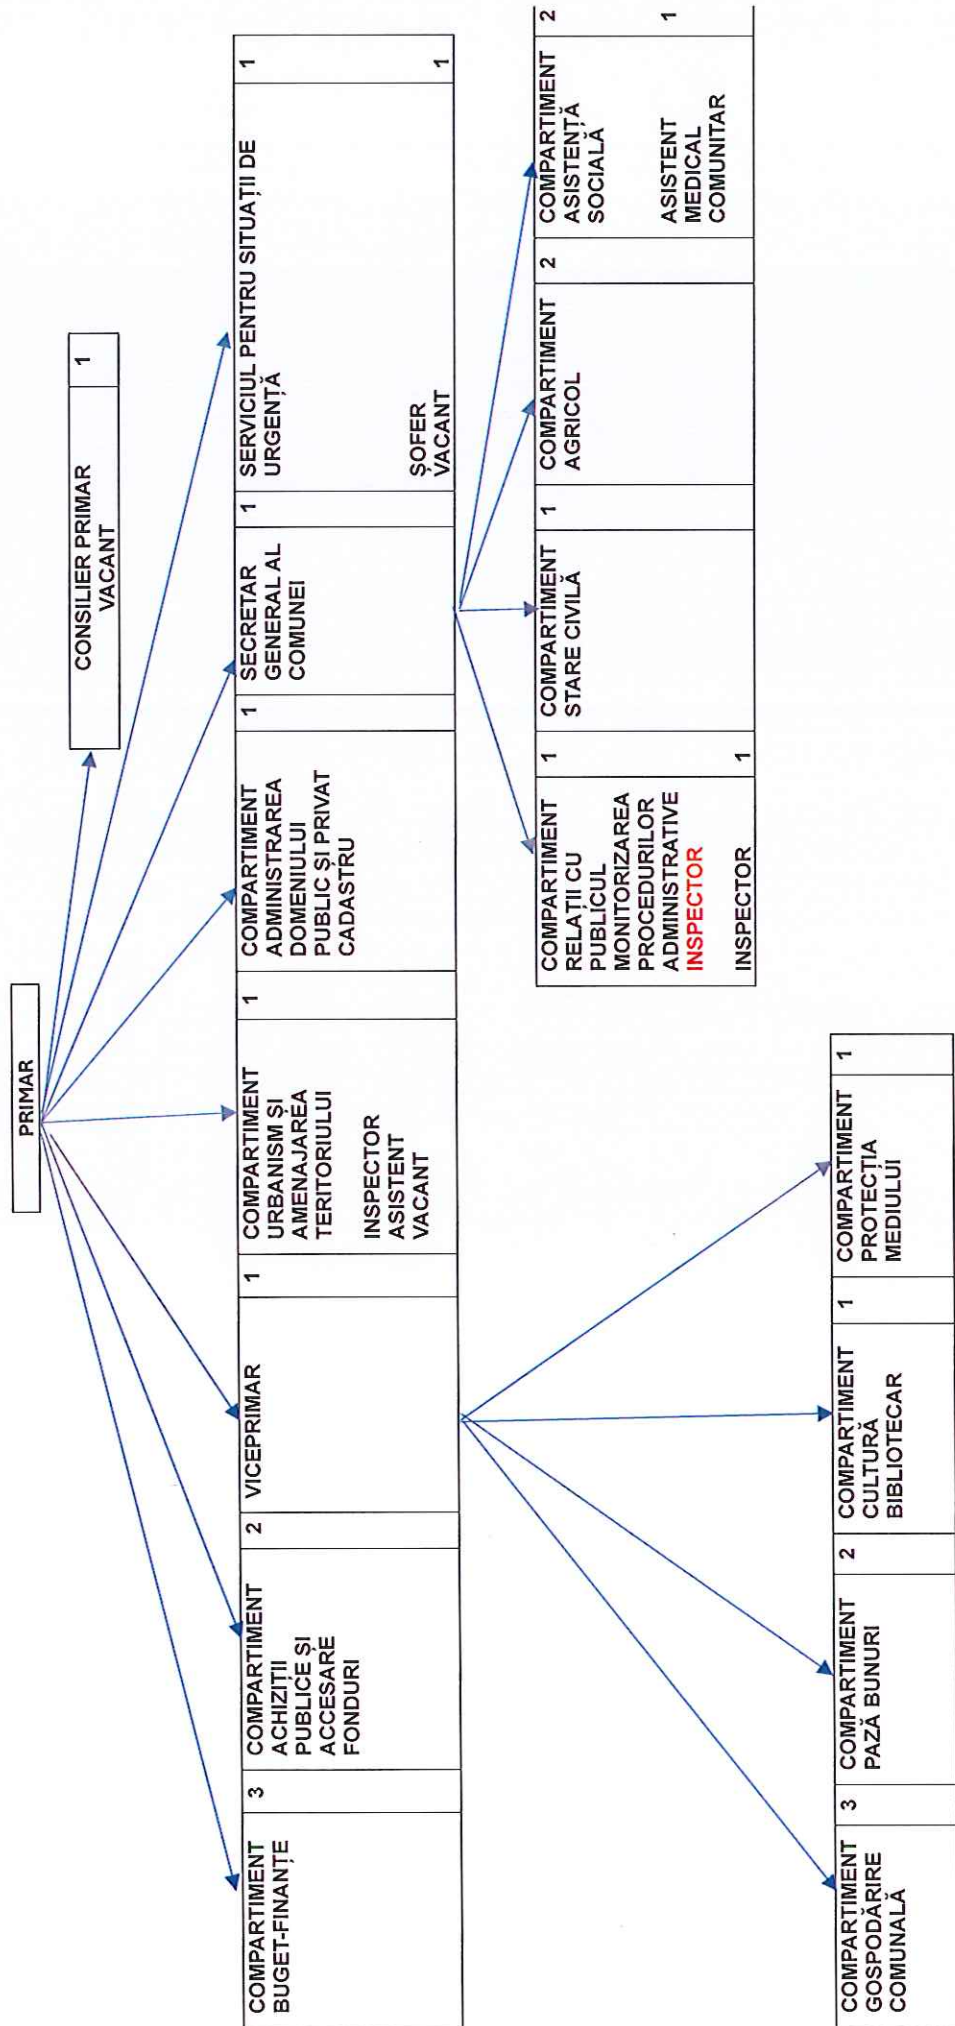 PRIMAR
CONSILIER PRIMAR
VACANT
1
COMPARTIMENT
BUGET-FINANȚE
3
COMPARTIMENT
ACHIZIȚII
PUBLICE ȘI
ACCESARE
FONDURI
2
VICEPRIMAR
1
COMPARTIMENT
URBANISM ȘI
AMENAJAREA
TERITORIULUI
INSPECTOR
ASISTENT
VACANT
1
COMPARTIMENT
ADMINISTRAREA
DOMENIULUI
PUBLIC ȘI PRIVAT
CADASTRU
1
SECRETAR
GENERAL AL
COMUNEI
1
SERVICIUL PENTRU SITUAȚII DE
URGENȚĂ
ȘOFER
VACANT
1
1
COMPARTIMENT
RELAȚII CU
PUBLICUL
MONITORIZAREA
PROCEDURILOR
ADMINISTRATIVE
INSPECTOR
INSPECTOR
1
1
COMPARTIMENT
STARE CIVILĂ
1
COMPARTIMENT
AGRICOL
2
COMPARTIMENT
ASISTENȚĂ
SOCIALĂ
ASISTENT
MEDICAL
COMUNITAR
2
1
COMPARTIMENT
GOSPODĂRIRE
COMUNALĂ
3
COMPARTIMENT
PAZĂ BUNURI
2
COMPARTIMENT
CULTURĂ
BIBLIOTECAR
1
COMPARTIMENT
PROTECȚIA
MEDIULUI
1